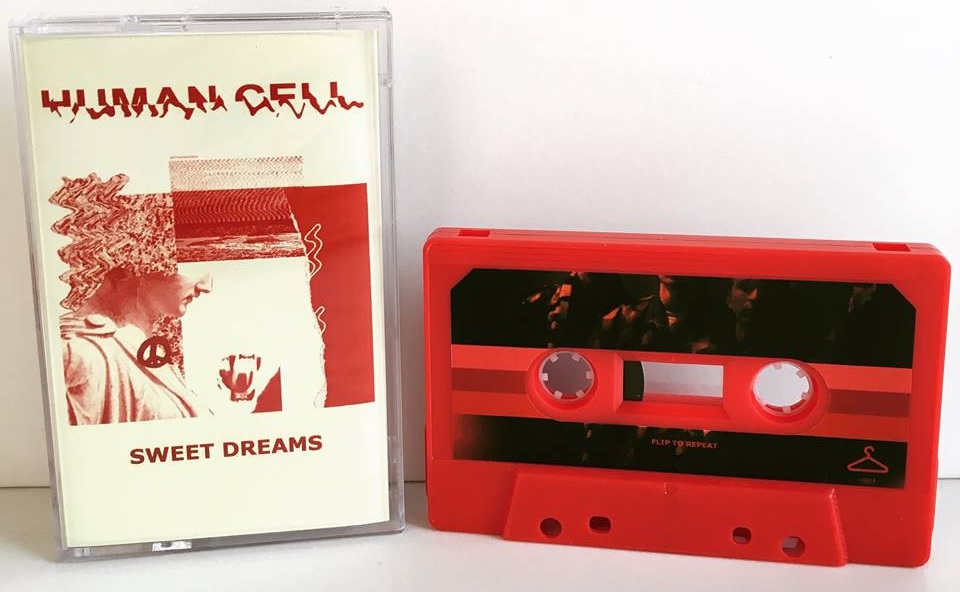 HUMAN CELL
SWEET DREAMS
FLIP TO REPEAT